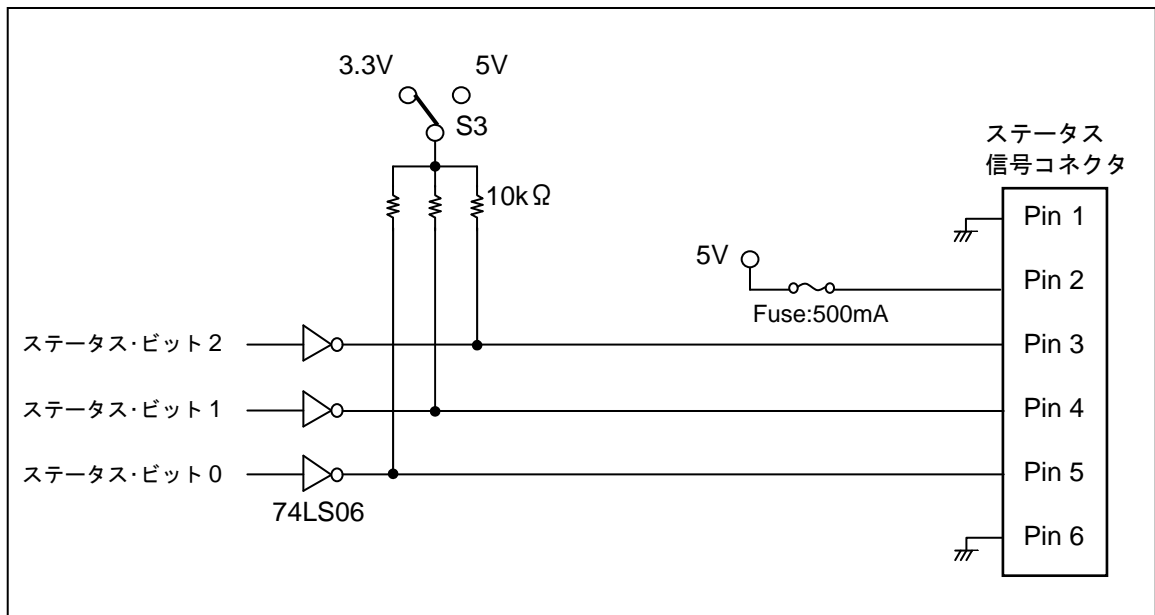 3.3V
5V
S3
10kΩ
ステータス
信号コネクタ
Pin 1
5V
Pin 2
Fuse:500mA
ステータス・ビット 2
Pin 3
ステータス・ビット 1
Pin 4
ステータス・ビット 0
Pin 5
74LS06
Pin 6